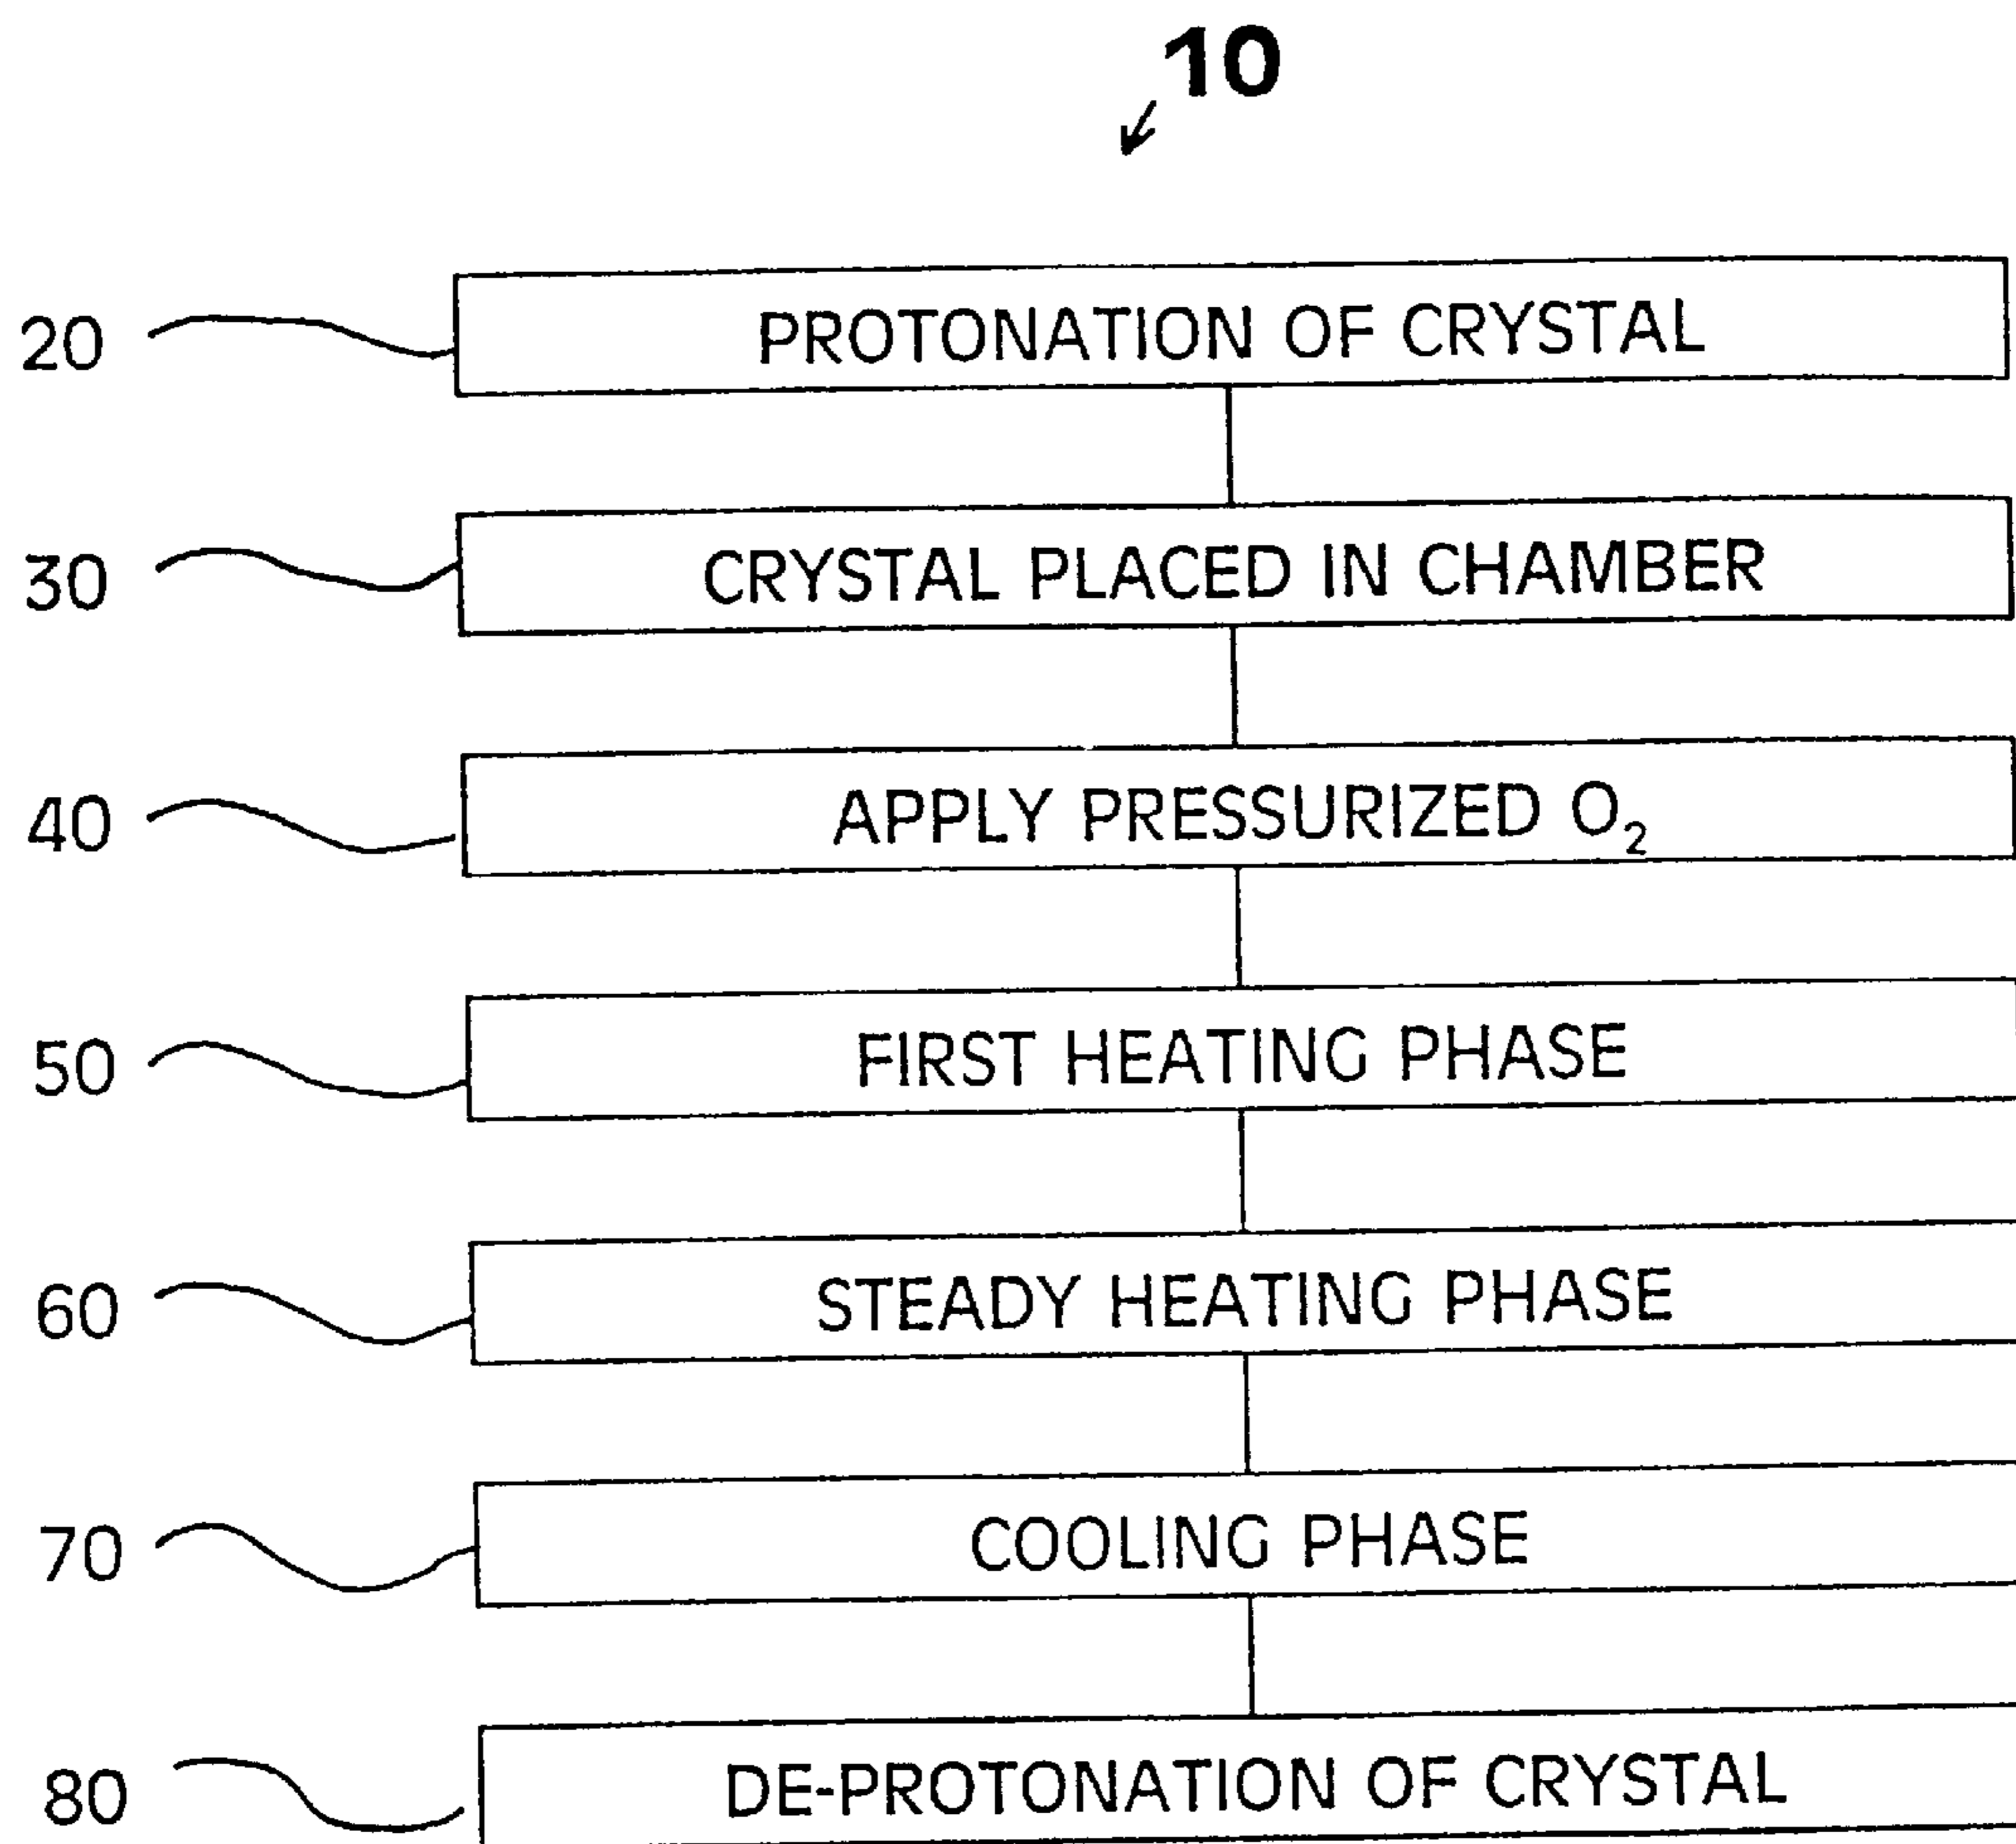 10
20 PROTONATION OF CRYSTAL
30 CRYSTAL PLACED IN CHAMBER
40 APPLY PRESSURIZED O₂
50 FIRST HEATING PHASE
60 STEADY HEATING PHASE
70 COOLING PHASE
80 DE-PROTONATION OF CRYSTAL